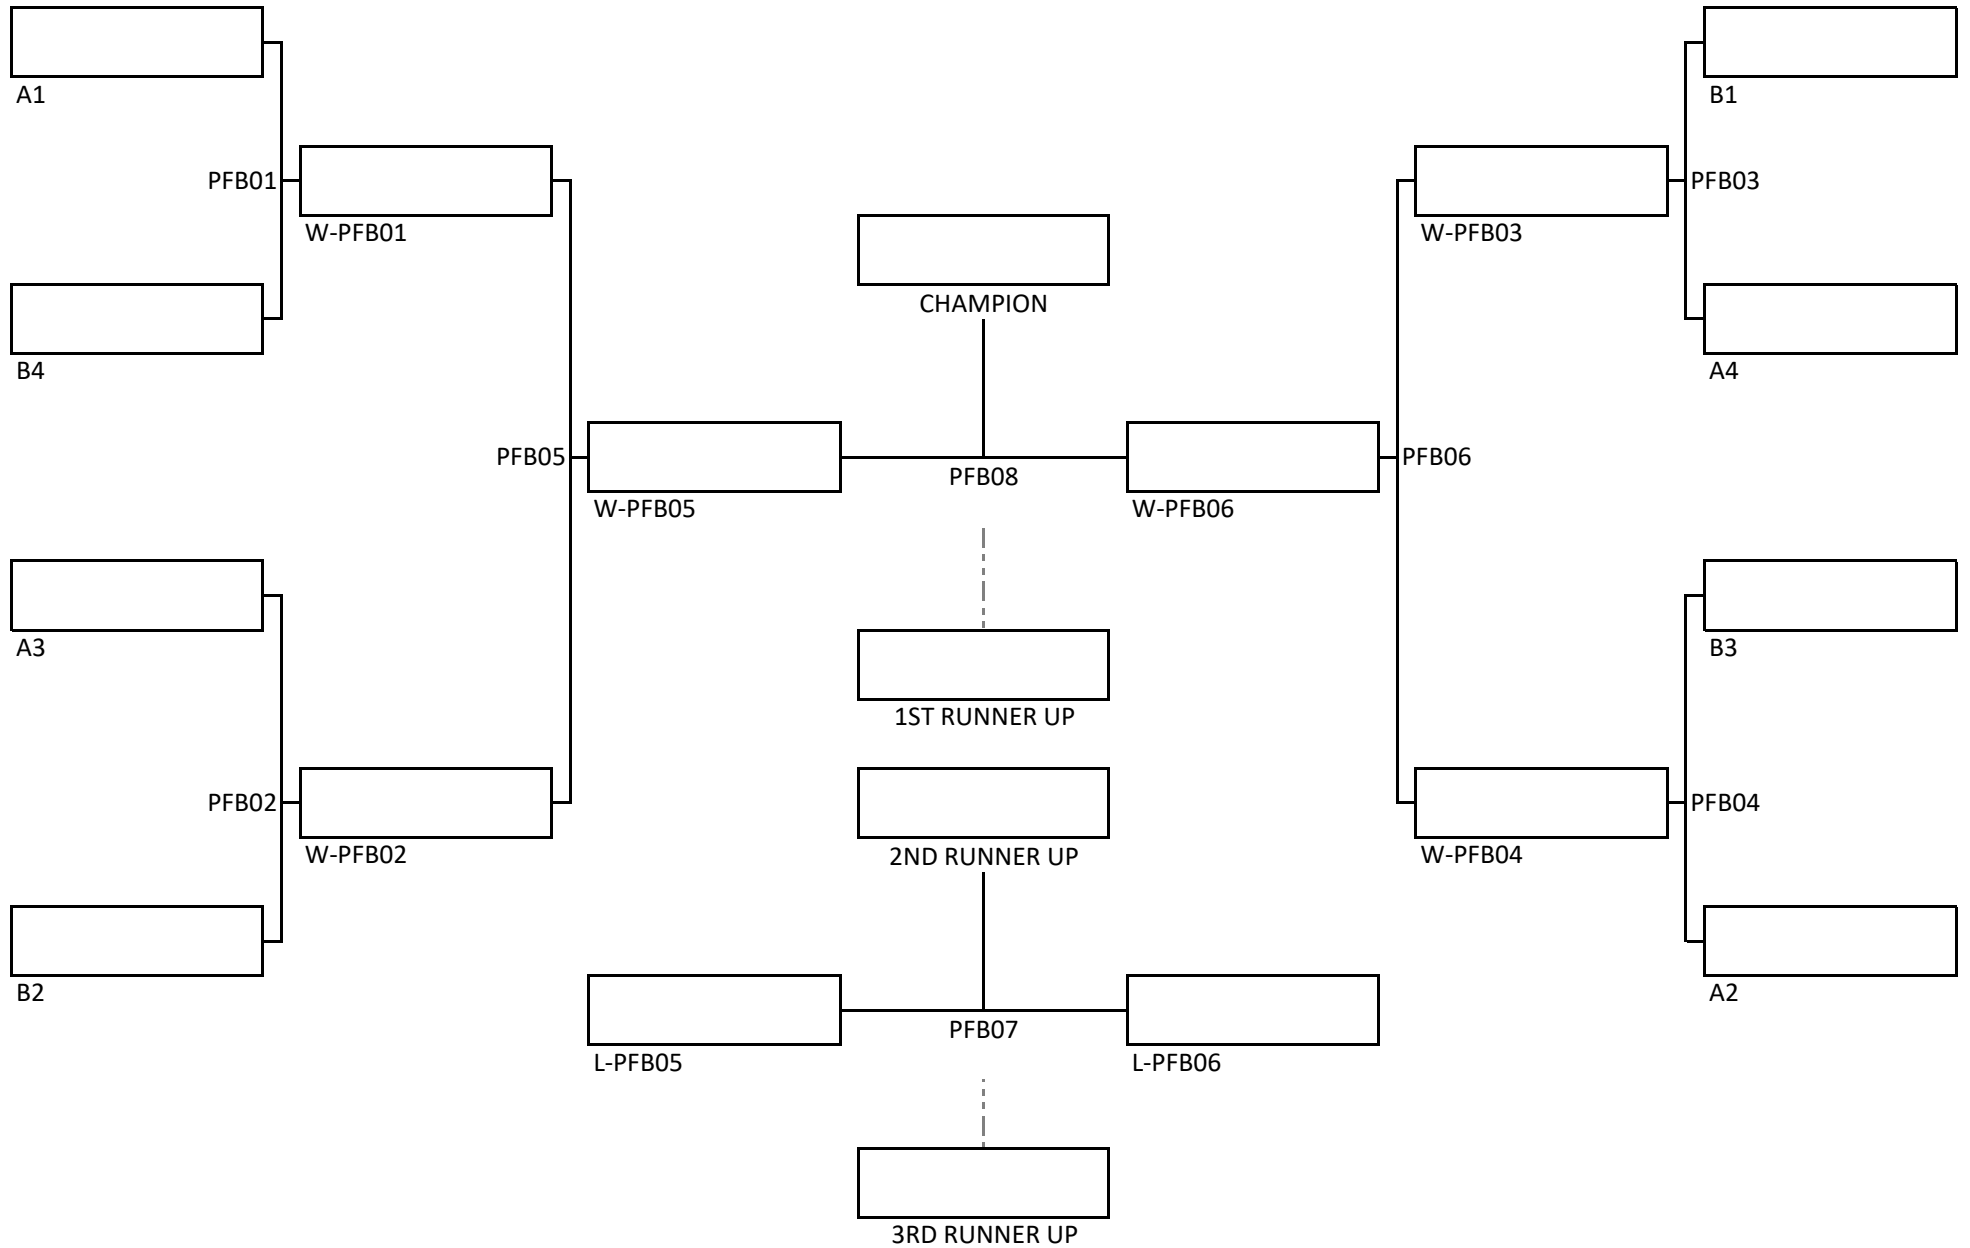 A1
B1
PFB01
PFB03
W-PFB01
W-PFB03
CHAMPION
B4
A4
PFB05
PFB06
PFB08
W-PFB05
W-PFB06
A3
B3
1ST RUNNER UP
PFB02
PFB04
W-PFB02
2ND RUNNER UP
W-PFB04
B2
A2
PFB07
L-PFB05
L-PFB06
3RD RUNNER UP